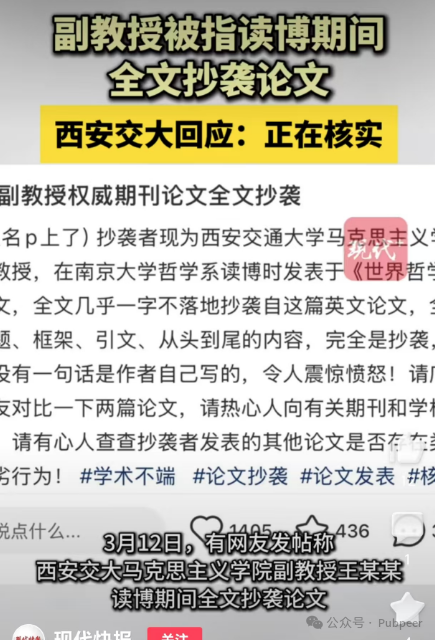 副教授被指读博期间
全文抄袭论文
西安交大回应：正在核实
副教授权威期刊论文全文抄袭
名p上了) 抄袭者现为西安交通大学马克思主义学
教授，在南京大学哲学系读博时发表于《世界哲学
文，全文几乎一字不落地抄袭自这篇英文论文，全
题、框架、引文、从头到尾的内容，完全是抄袭，
没有一句话是作者自己写的，令人震惊愤怒！请广
友对比一下两篇论文，请热心人向有关期刊和学校
，请有心人查查抄袭者发表的其他论文是否存在类
劣行为！ #学术不端 #论文抄袭 #论文发表 #核
现代
说点什么...
1405
436
3月12日，有网友发帖称
西安交大马克思主义学院副教授王某某
读博期间全文抄袭论文
1
公众号 · Pubpeer
现代快报
关注